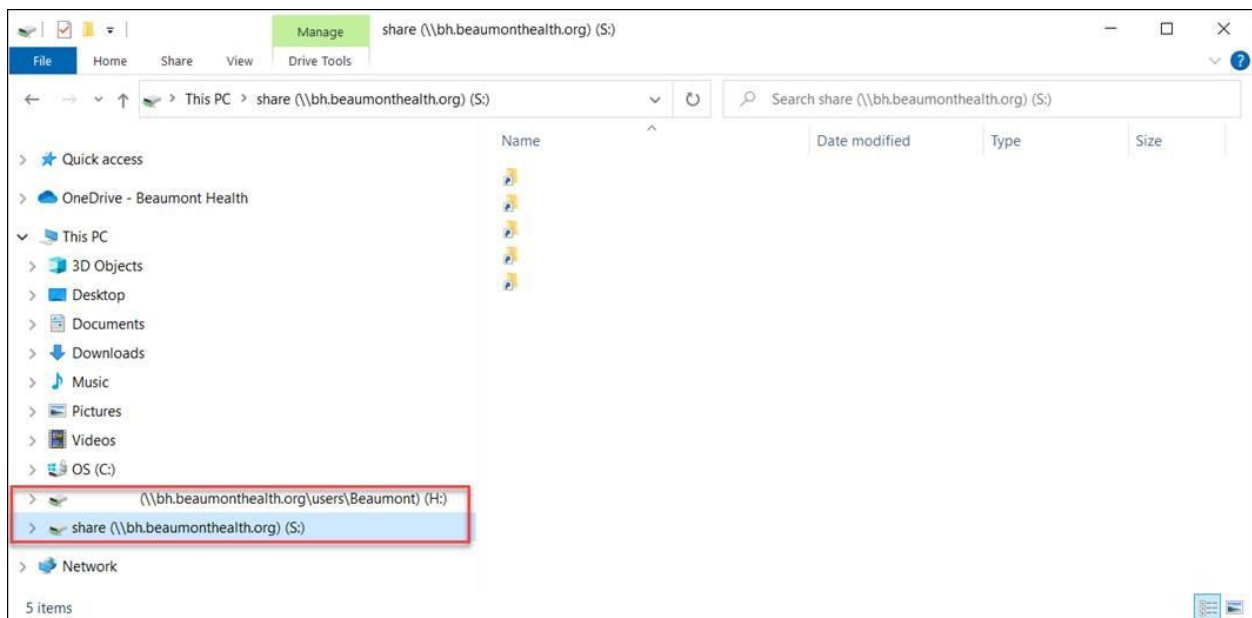 Manage share (\\bh.beaumonthealth.org) (S:)
File Home Share View Drive Tools
This PC > share (\\bh.beaumonthealth.org) (S:) Search share (\\bh.beaumonthealth.org) (S:)
Name Date modified Type Size
Quick access
OneDrive - Beaumont Health
This PC
3D Objects
Desktop
Documents
Downloads
Music
Pictures
Videos
OS (C:)
(\\bh.beaumonthealth.org\users\Beaumont) (H:)
share (\\bh.beaumonthealth.org) (S:)
Network
5 items